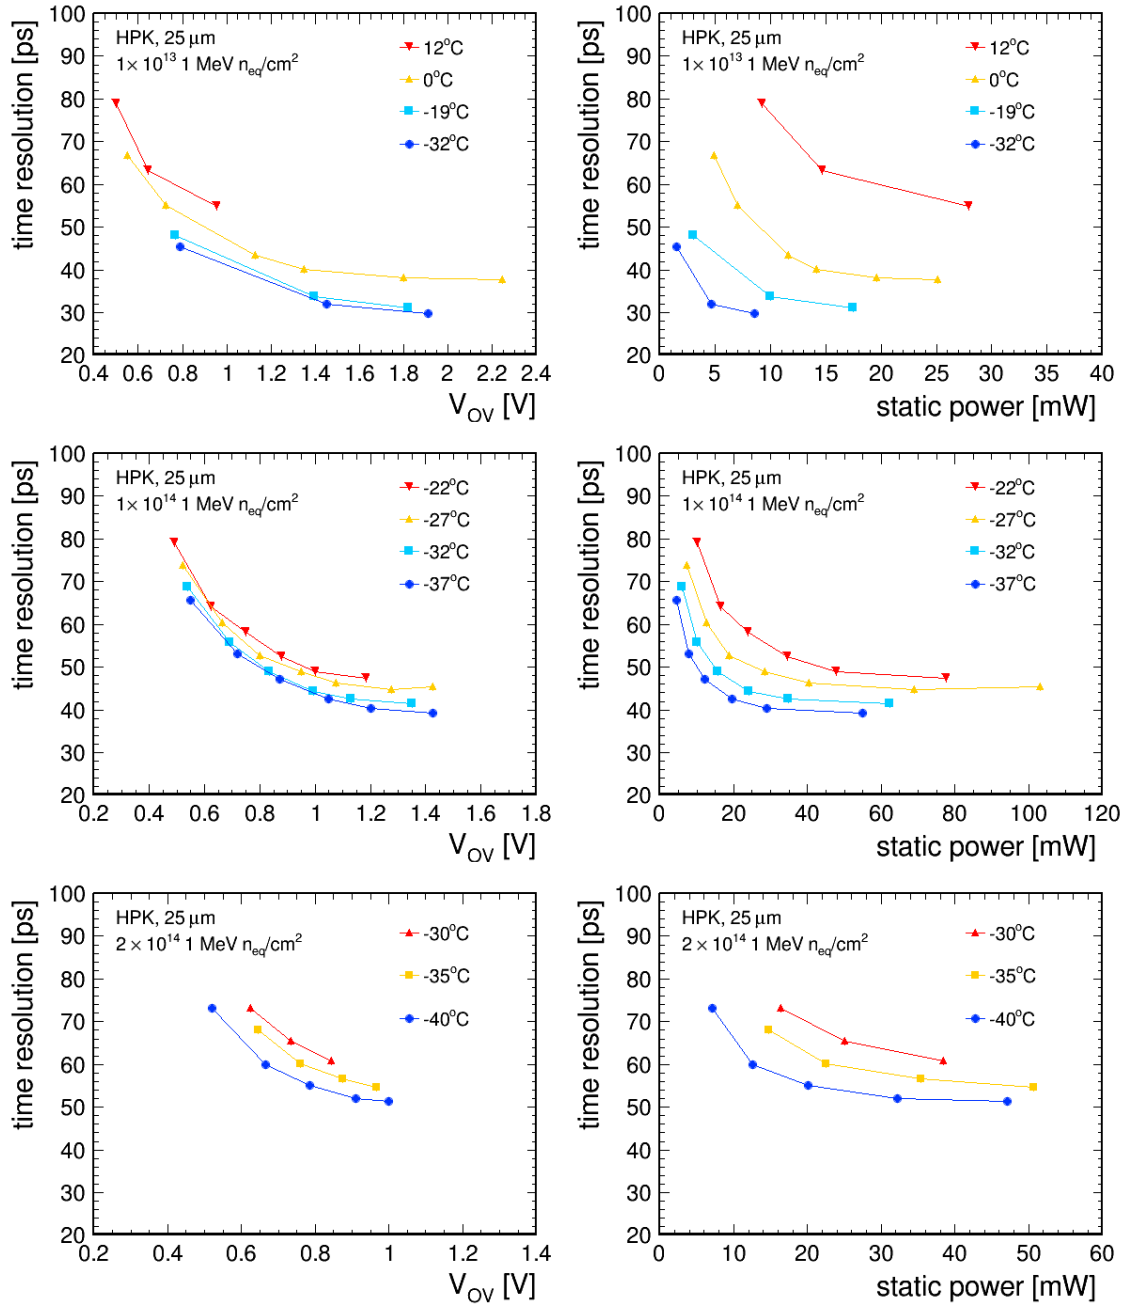 time resolution [ps]
100
90
80
70
60
50
40
30
20
HPK, 25 μm
1× 10¹³ 1 MeV n_eq/cm²
12°C
0°C
-19°C
-32°C
0.4 0.6 0.8 1 1.2 1.4 1.6 1.8 2 2.2 2.4
V_OV [V]
time resolution [ps]
100
90
80
70
60
50
40
30
20
HPK, 25 μm
1× 10¹³ 1 MeV n_eq/cm²
12°C
0°C
-19°C
-32°C
0 5 10 15 20 25 30 35 40
static power [mW]
time resolution [ps]
100
90
80
70
60
50
40
30
20
HPK, 25 μm
1× 10¹⁴ 1 MeV n_eq/cm²
-22°C
-27°C
-32°C
-37°C
0.2 0.4 0.6 0.8 1 1.2 1.4 1.6 1.8
V_OV [V]
time resolution [ps]
100
90
80
70
60
50
40
30
20
HPK, 25 μm
1× 10¹⁴ 1 MeV n_eq/cm²
-22°C
-27°C
-32°C
-37°C
0 20 40 60 80 100 120
static power [mW]
time resolution [ps]
100
90
80
70
60
50
40
30
20
HPK, 25 μm
2 × 10¹⁴ 1 MeV n_eq/cm²
-30°C
-35°C
-40°C
0.2 0.4 0.6 0.8 1 1.2 1.4
V_OV [V]
time resolution [ps]
100
90
80
70
60
50
40
30
20
HPK, 25 μm
2 × 10¹⁴ 1 MeV n_eq/cm²
-30°C
-35°C
-40°C
0 10 20 30 40 50 60
static power [mW]